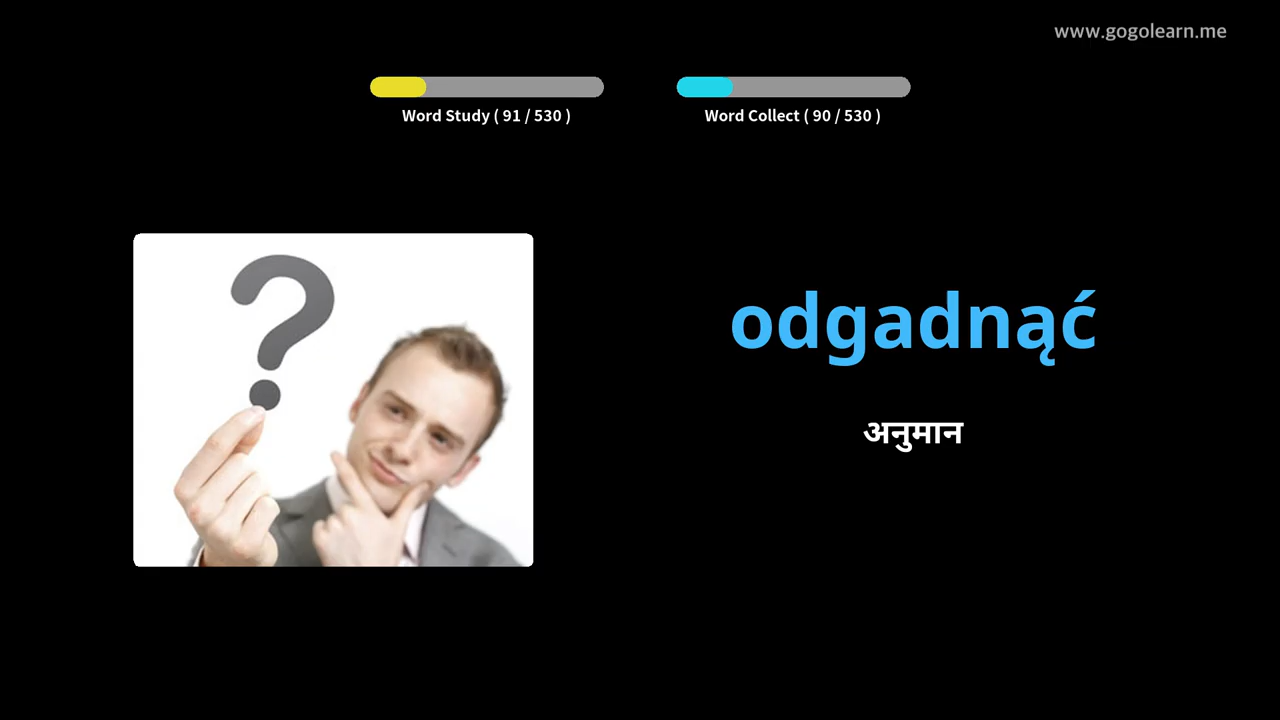 www.gogolearn.me
Word Study ( 91 / 530 )
Word Collect ( 90 / 530 )
?
odgadnąć
अनुमान